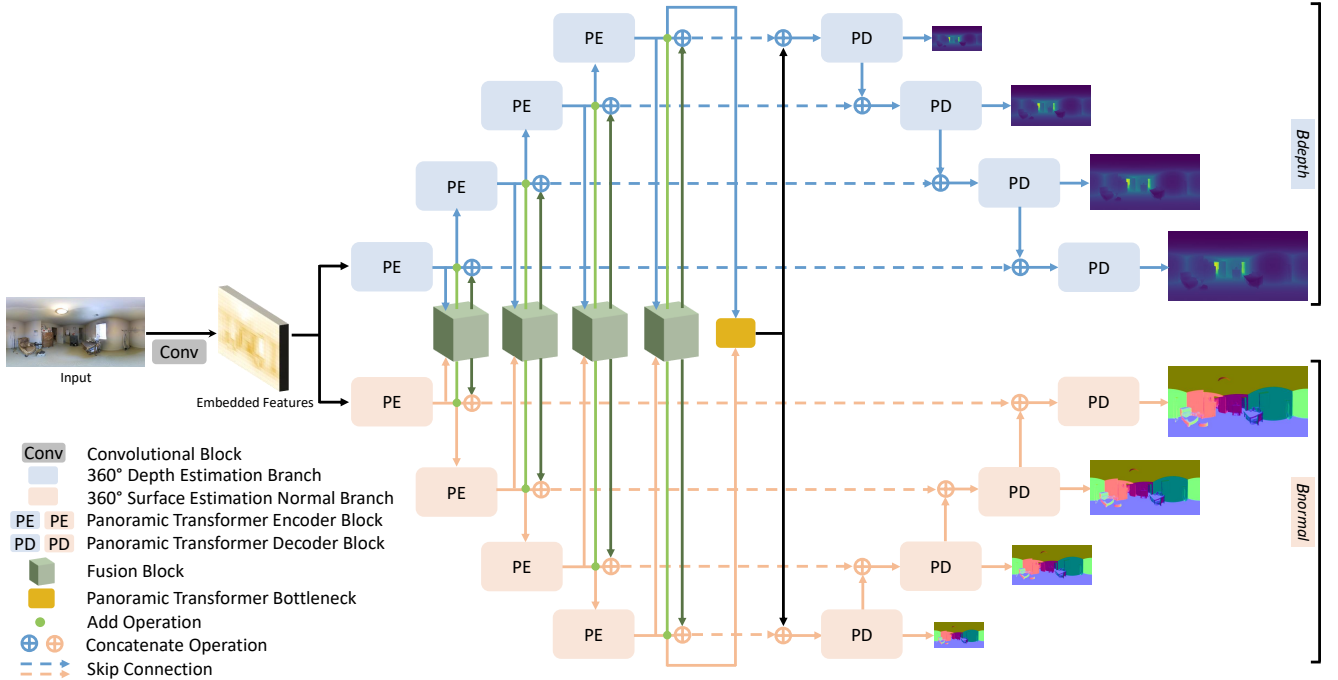 PE
PD
PE
PD
Bdepth
PE
PD
PE
PD
Input
Conv
Embedded Features
PE
PD
Conv
Convolutional Block
360° Depth Estimation Branch
360° Surface Estimation Normal Branch
PE
PD
Bnormal
PE PE
Panoramic Transformer Encoder Block
PD PD
Panoramic Transformer Decoder Block
Fusion Block
PE
PD
Panoramic Transformer Bottleneck
Add Operation
Concatenate Operation
PE
PD
Skip Connection